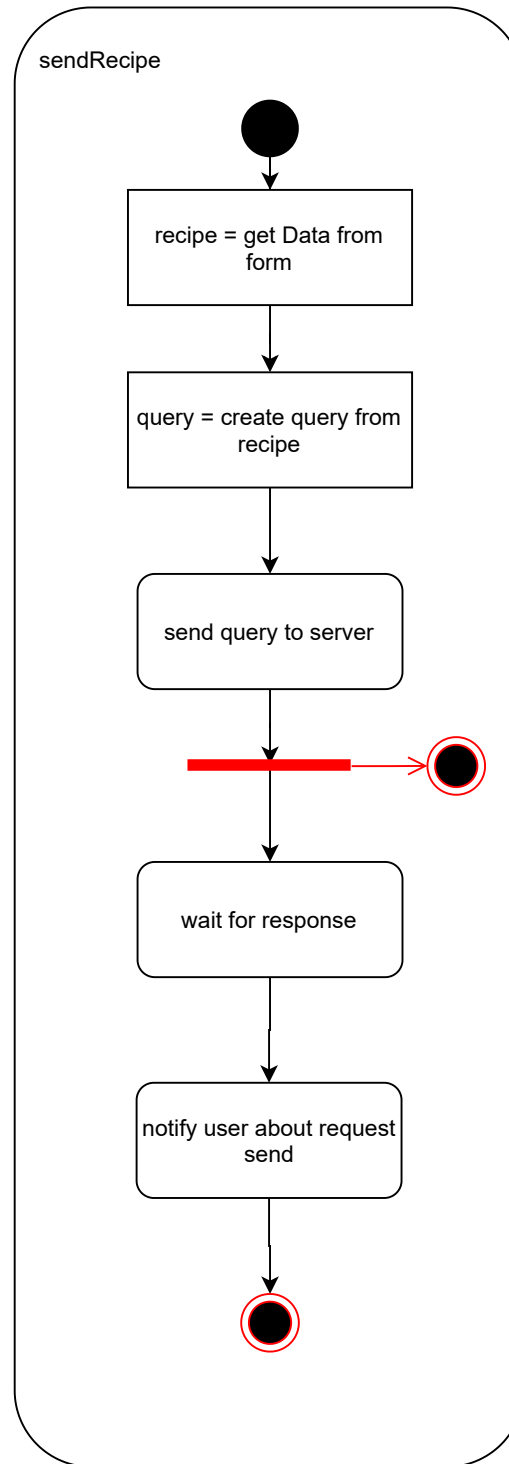 sendRecipe
recipe = get Data from
form
query = create query from
recipe
send query to server
wait for response
notify user about request
send